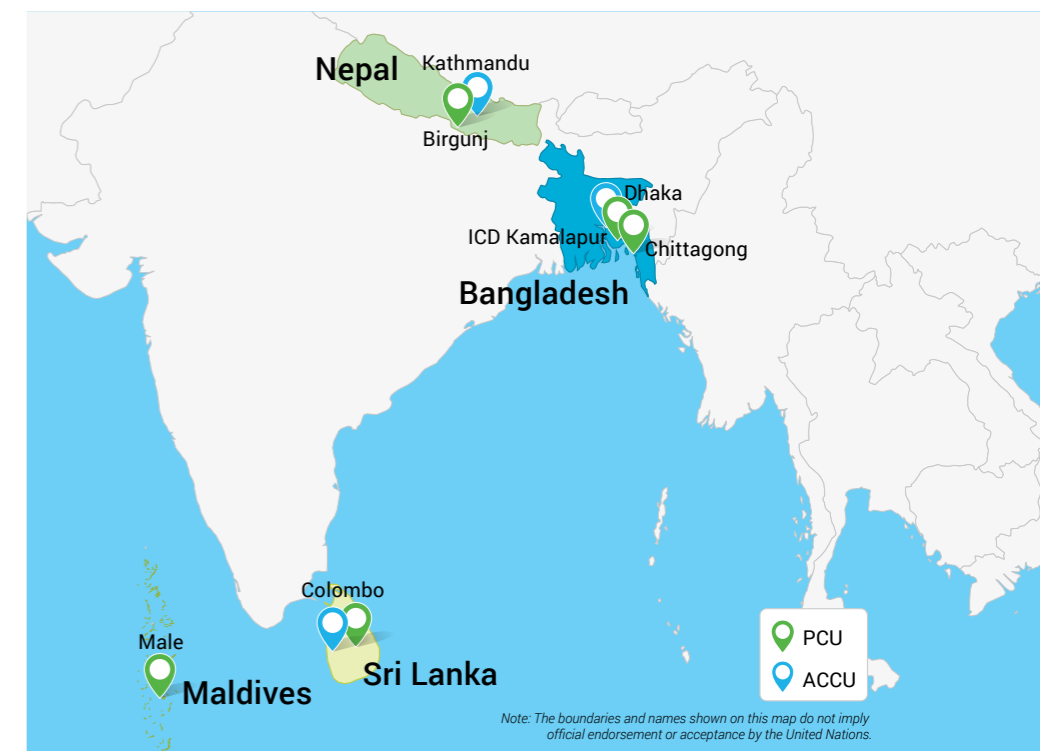 Nepal
Kathmandu
Birgunj
Dhaka
ICD Kamalapur
Chittagong
Bangladesh
Colombo
Sri Lanka
Male
Maldives
PCU
ACCU
Note: The boundaries and names shown on this map do not imply
official endorsement or acceptance by the United Nations.